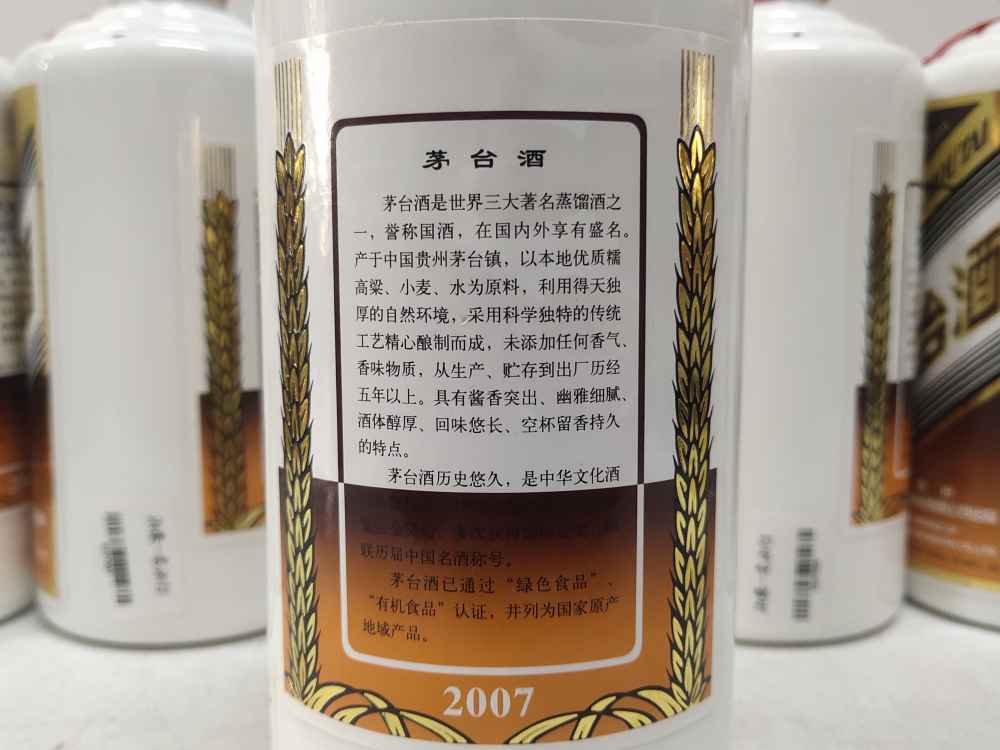 茅台酒
茅台酒是世界三大著名蒸馏酒之
一，誉称国酒，在国内外享有盛名。
产于中国贵州茅台镇，以本地优质糯
高粱、小麦、水为原料，利用得天独
厚的自然环境，采用科学独特的传统
工艺精心酿制而成，未添加任何香气、
香味物质，从生产、贮存到出厂历经
五年以上。具有酱香突出、幽雅细腻、
酒体醇厚、回味悠长、空杯留香持久
的特点。
茅台酒历史悠久，是中华文化酒
联历届中国名酒称号。
茅台酒已通过“绿色食品”、
“有机食品”认证，并列为国家原产
地域产品。
2007
台酒